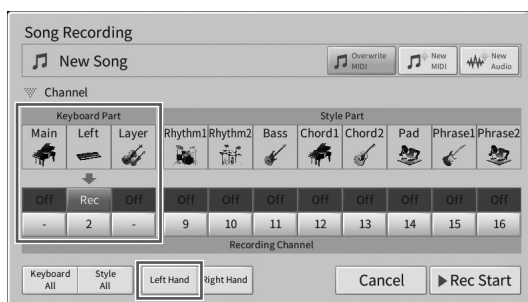 Song Recording
New Song
Overwrite MIDI
New MIDI
New Audio
Channel
Keyboard Part
Style Part
Main Left Layer Rhythm1 Rhythm2 Bass Chord1 Chord2 Pad Phrase1 Phrase2
Off Rec Off Off Off Off Off Off Off Off Off
- 2 - 9 10 11 12 13 14 15 16
Recording Channel
Keyboard All
Style All
Left Hand
Right Hand
Cancel
Rec Start